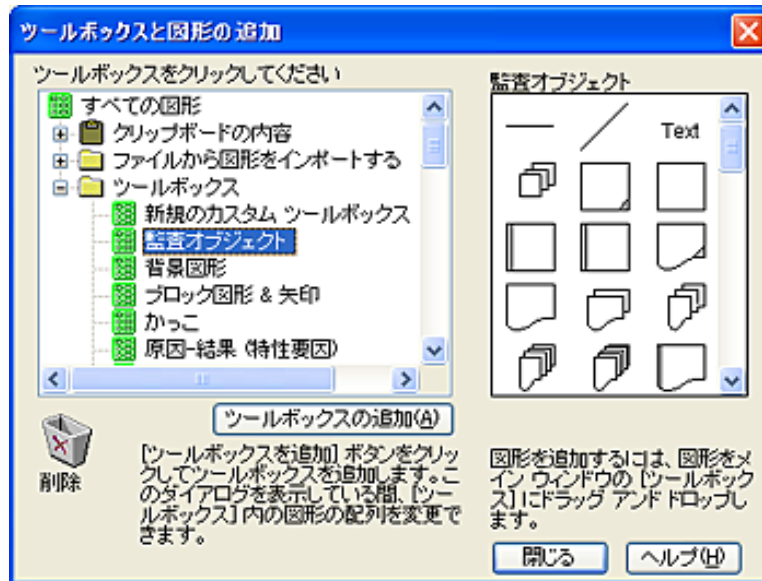 ツールボックスと図形の追加
ツールボックスをクリックしてください
すべての図形
クリップボードの内容
ファイルから図形をインポートする
ツールボックス
新規のカスタム ツールボックス
監査オブジェクト
背景図形
ブロック図形 & 矢印
かっこ
原因-結果 (特性要因)
ツールボックスの追加(A)
削除
[ツールボックスを追加] ボタンをクリッ
クしてツールボックスを追加します。こ
のダイアログを表示している間、[ツー
ルボックス] 内の図形の配列を変更で
きます。
監査オブジェクト
Text
図形を追加するには、図形をメ
イン ウィンドウの [ツールボック
ス] にドラッグ アンド ドロップし
ます。
閉じる
ヘルプ(H)